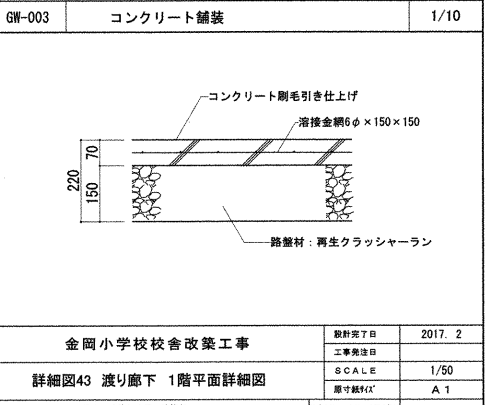 GW-003 コンクリート舗装 1/10
コンクリート刷毛引き仕上げ
溶接金網6φ×150×150
70
220
150
路盤材：再生クラッシャーラン
金岡小学校校舎改築工事
設計完了日 2017. 2
工事発注日
詳細図43 渡り廊下 1階平面詳細図
SCALE 1/50
原寸紙サイズ A1